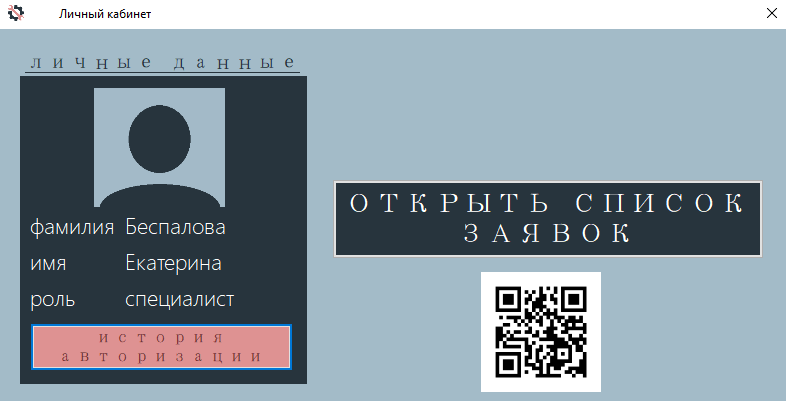 Личный кабинет
личные данные
фамилия Беспалова
имя Екатерина
роль специалист
история
авторизации
ОТКРЫТЬ СПИСОК
ЗАЯВОК